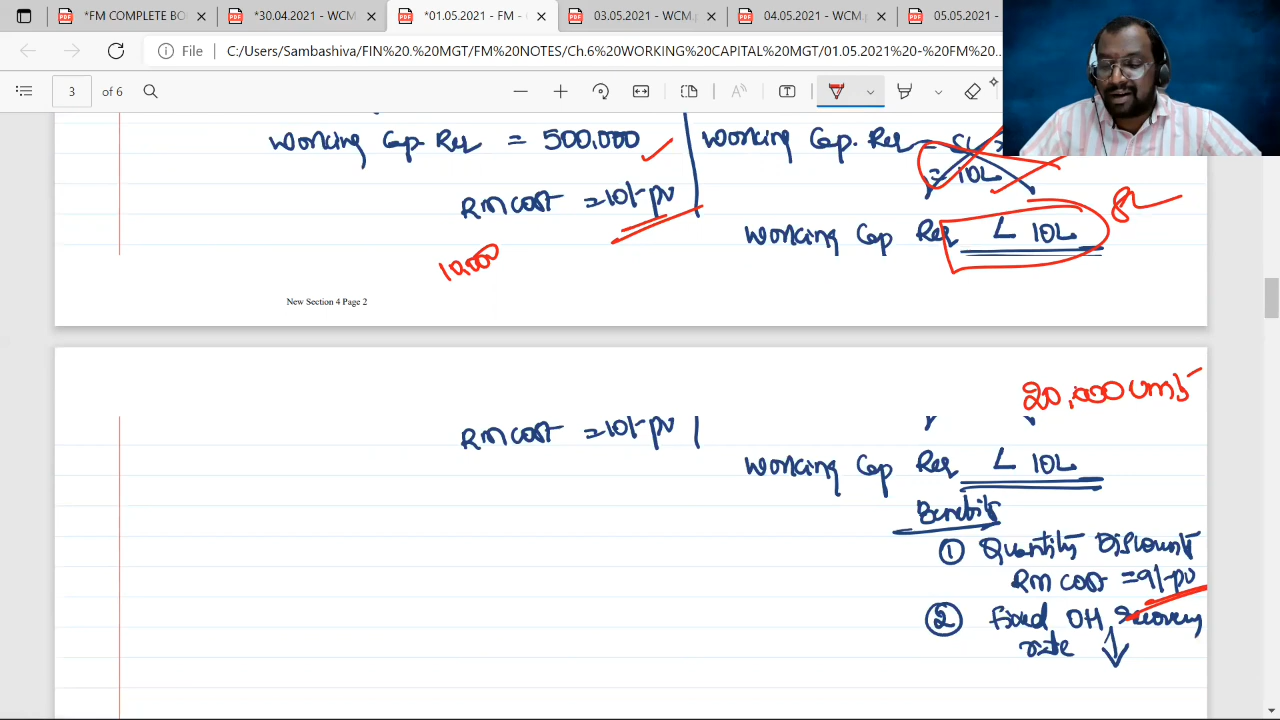 *FM COMPLETE BO
*30.04.2021 - WCM
*01.05.2021 - FM -
03.05.2021 - WCM.p
04.05.2021 - WCM.p
05.05.2021 -
File
C:/Users/Sambashiva/FIN%20.%20MGT/FM%20NOTES/Ch.6%20WORKING%20CAPITAL%20MGT/01.05.2021%20-%20FM%20...
3 of 6
Working Cap. Req = 500,000
RM cost = 10/- pu
10,000
Working Cap. Req = 5L
= 10L
Working Cap Req < 10L
8L
New Section 4 Page 2
20,000 units
RM cost = 10/- pu
Working Cap Req < 10L
Benefits
① Quantity Discounts
RM cost = 9/- pu
② Fixed OH recovery
rate ↓